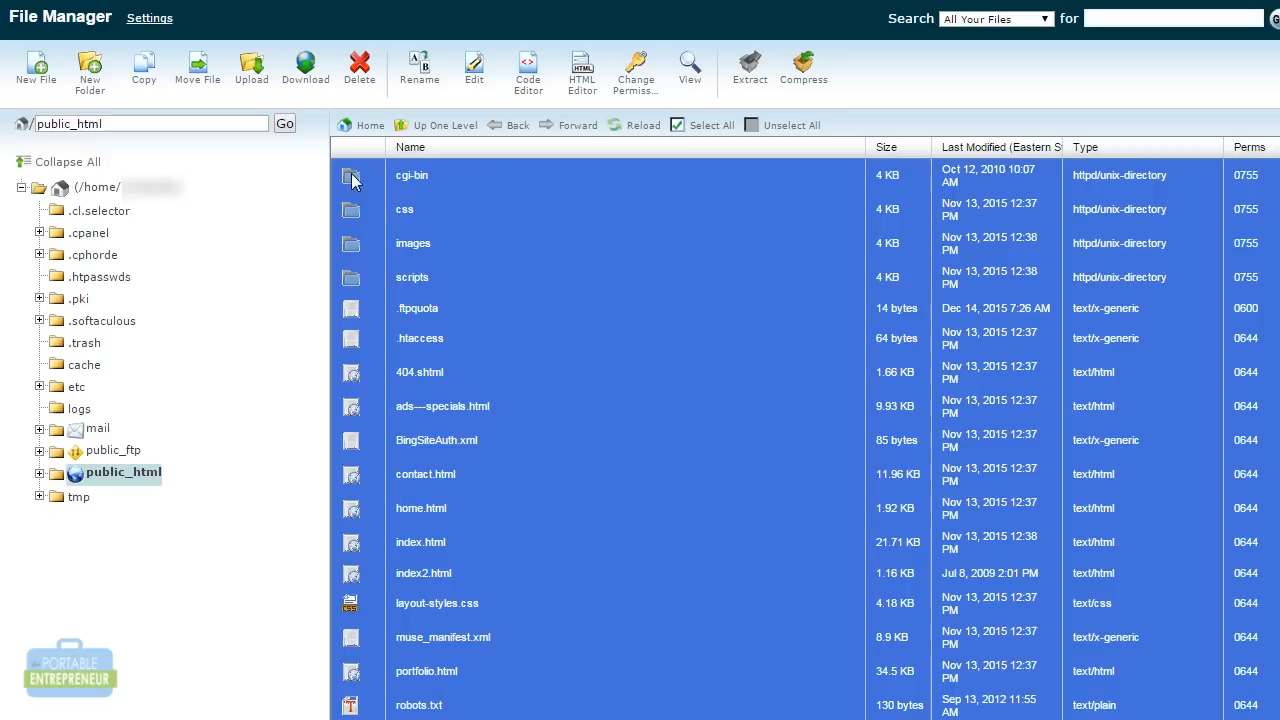 File Manager Settings Search All Your Files for
New File New Folder Copy Move File Upload Download Delete Rename Edit Code Editor HTML Editor Change Permiss... View Extract Compress
/ public_html Go
Home Up One Level Back Forward Reload Select All Unselect All
Collapse All
(/home/
.cl.selector
.cpanel
.cphorde
.htpasswds
.pki
.softaculous
.trash
cache
etc
logs
mail
public_ftp
public_html
tmp
Name Size Last Modified (Eastern S Type Perms
cgi-bin 4 KB Oct 12, 2010 10:07 AM httpd/unix-directory 0755
css 4 KB Nov 13, 2015 12:37 PM httpd/unix-directory 0755
images 4 KB Nov 13, 2015 12:38 PM httpd/unix-directory 0755
scripts 4 KB Nov 13, 2015 12:38 PM httpd/unix-directory 0755
.ftpquota 14 bytes Dec 14, 2015 7:26 AM text/x-generic 0600
.htaccess 64 bytes Nov 13, 2015 12:37 PM text/x-generic 0644
404.shtml 1.66 KB Nov 13, 2015 12:37 PM text/html 0644
ads---specials.html 9.93 KB Nov 13, 2015 12:37 PM text/html 0644
BingSiteAuth.xml 85 bytes Nov 13, 2015 12:37 PM text/x-generic 0644
contact.html 11.96 KB Nov 13, 2015 12:37 PM text/html 0644
home.html 1.92 KB Nov 13, 2015 12:37 PM text/html 0644
index.html 21.71 KB Nov 13, 2015 12:38 PM text/html 0644
index2.html 1.16 KB Jul 8, 2009 2:01 PM text/html 0644
layout-styles.css 4.18 KB Nov 13, 2015 12:37 PM text/css 0644
muse_manifest.xml 8.9 KB Nov 13, 2015 12:37 PM text/x-generic 0644
portfolio.html 34.5 KB Nov 13, 2015 12:37 PM text/html 0644
robots.txt 130 bytes Sep 13, 2012 11:55 AM text/plain 0644
PORTABLE
ENTREPRENEUR